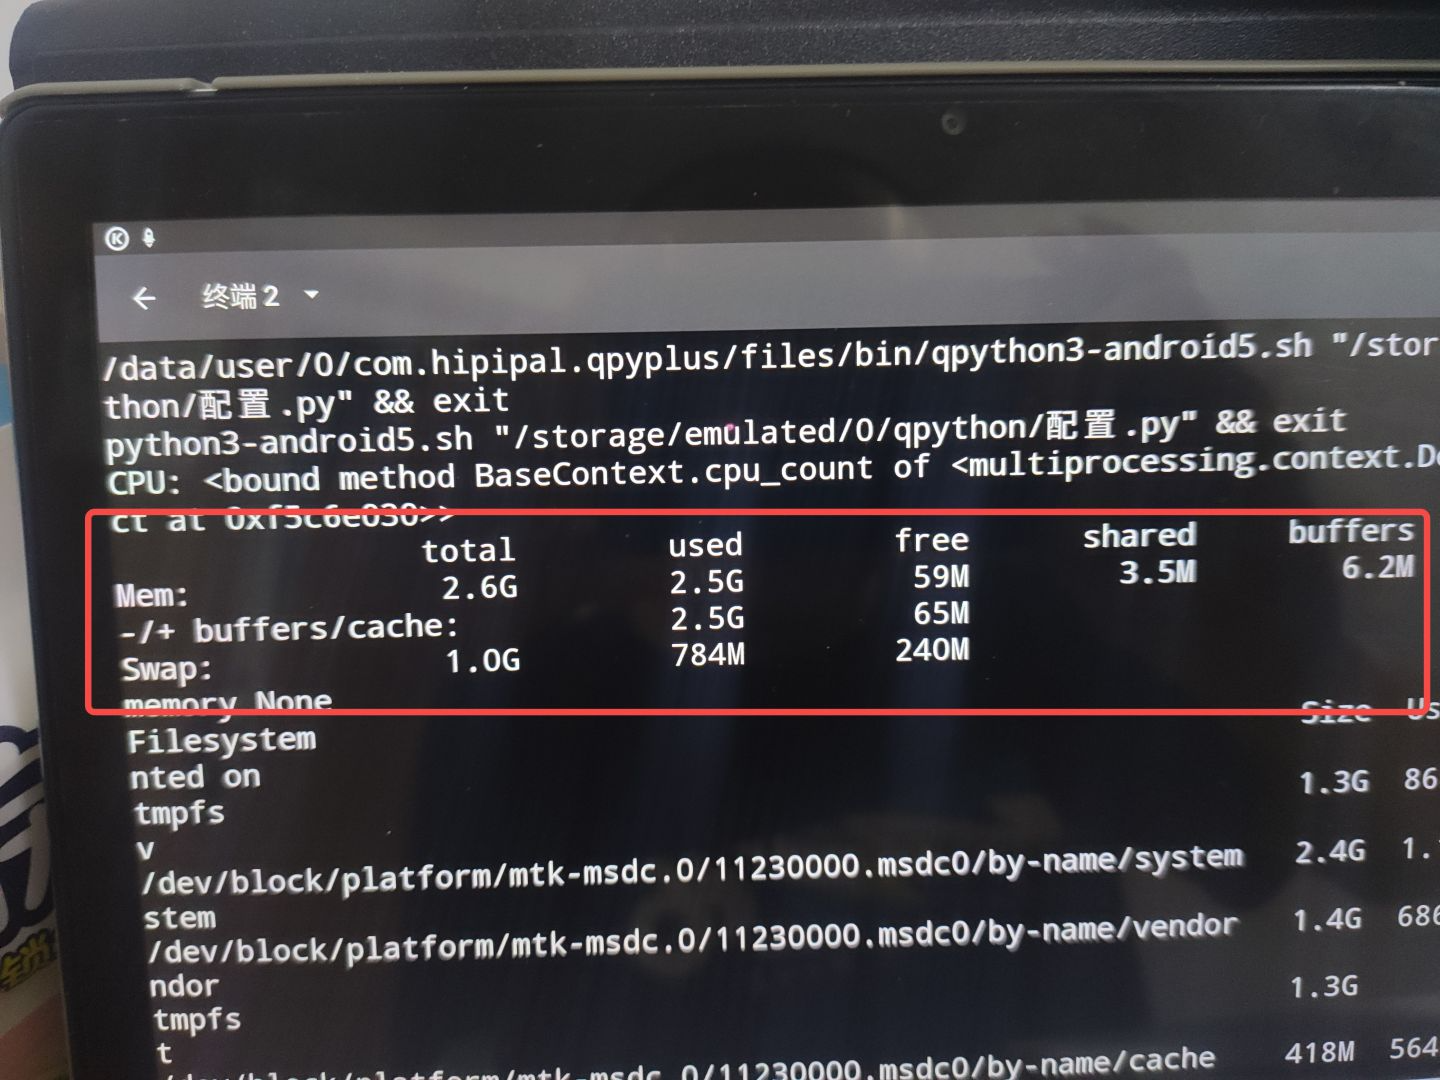 终端 2
/data/user/0/com.hipipal.qpyplus/files/bin/qpython3-android5.sh "/stor
thon/配置.py" && exit
python3-android5.sh "/storage/emulated/0/qpython/配置.py" && exit
CPU: <bound method BaseContext.cpu_count of <multiprocessing.context.De
ct at 0xf5c6e030>>
total used free shared buffers
Mem: 2.6G 2.5G 59M 3.5M 6.2M
-/+ buffers/cache: 2.5G 65M
Swap: 1.0G 784M 240M
memory None
Filesystem Size Us
nted on
tmpfs 1.3G 86
v
/dev/block/platform/mtk-msdc.0/11230000.msdc0/by-name/system 2.4G 1.
stem
/dev/block/platform/mtk-msdc.0/11230000.msdc0/by-name/vendor 1.4G 686
ndor
tmpfs 1.3G
t
/dev/block/platform/mtk-msdc.0/11230000.msdc0/by-name/cache 418M 564